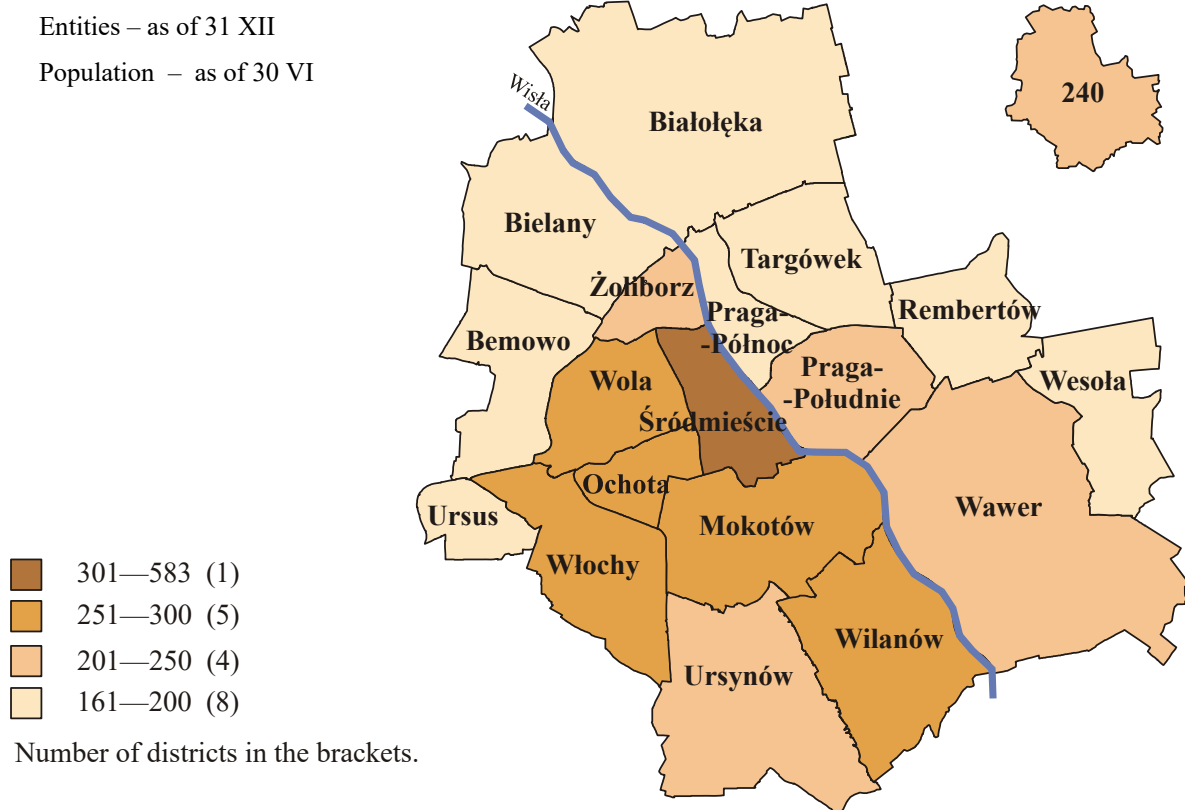 Entities – as of 31 XII
Population – as of 30 VI
240
Wisła
Białołęka
Bielany
Targówek
Żoliborz
Rembertów
Praga-
-Północ
Bemowo
Wola
Praga-
-Południe
Wesoła
Śródmieście
Ochota
Ursus
Mokotów
Wawer
Włochy
Wilanów
Ursynów
301—583 (1)
251—300 (5)
201—250 (4)
161—200 (8)
Number of districts in the brackets.